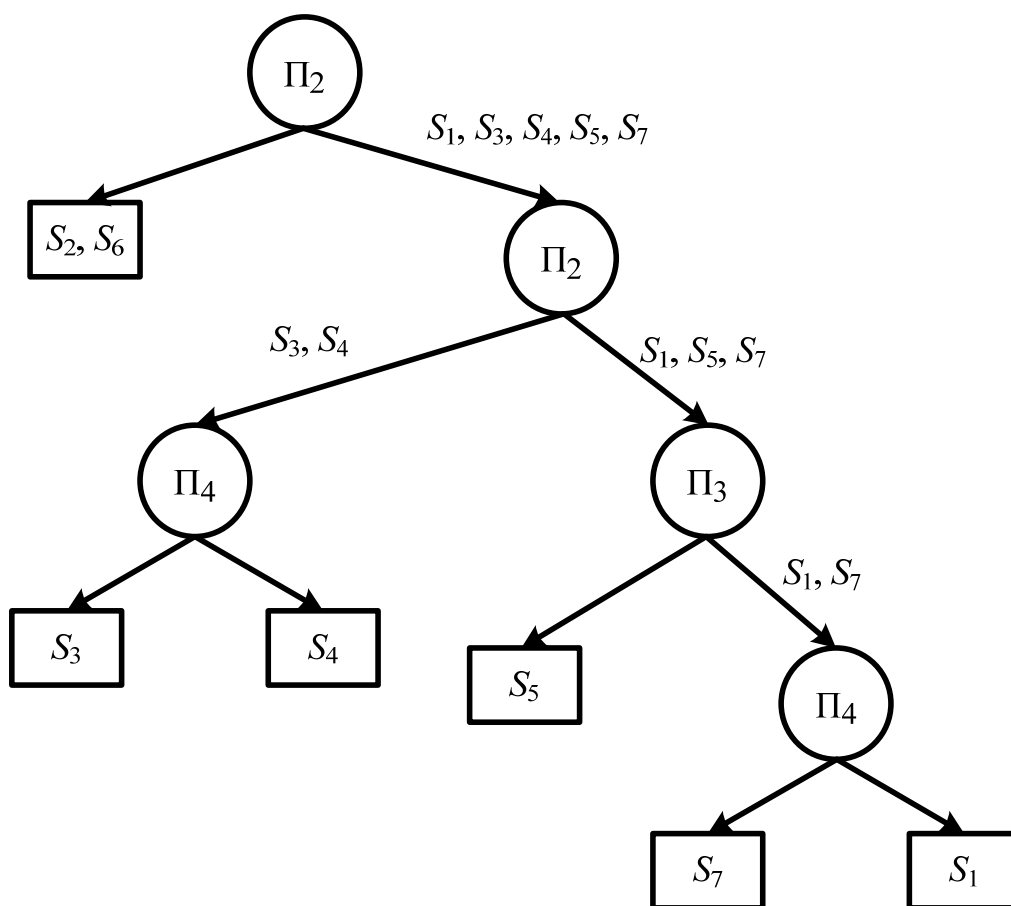 Π₂
S₁, S₃, S₄, S₅, S₇
S₂, S₆
Π₂
S₃, S₄
S₁, S₅, S₇
Π₄
Π₃
S₁, S₇
S₃
S₄
S₅
Π₄
S₇
S₁